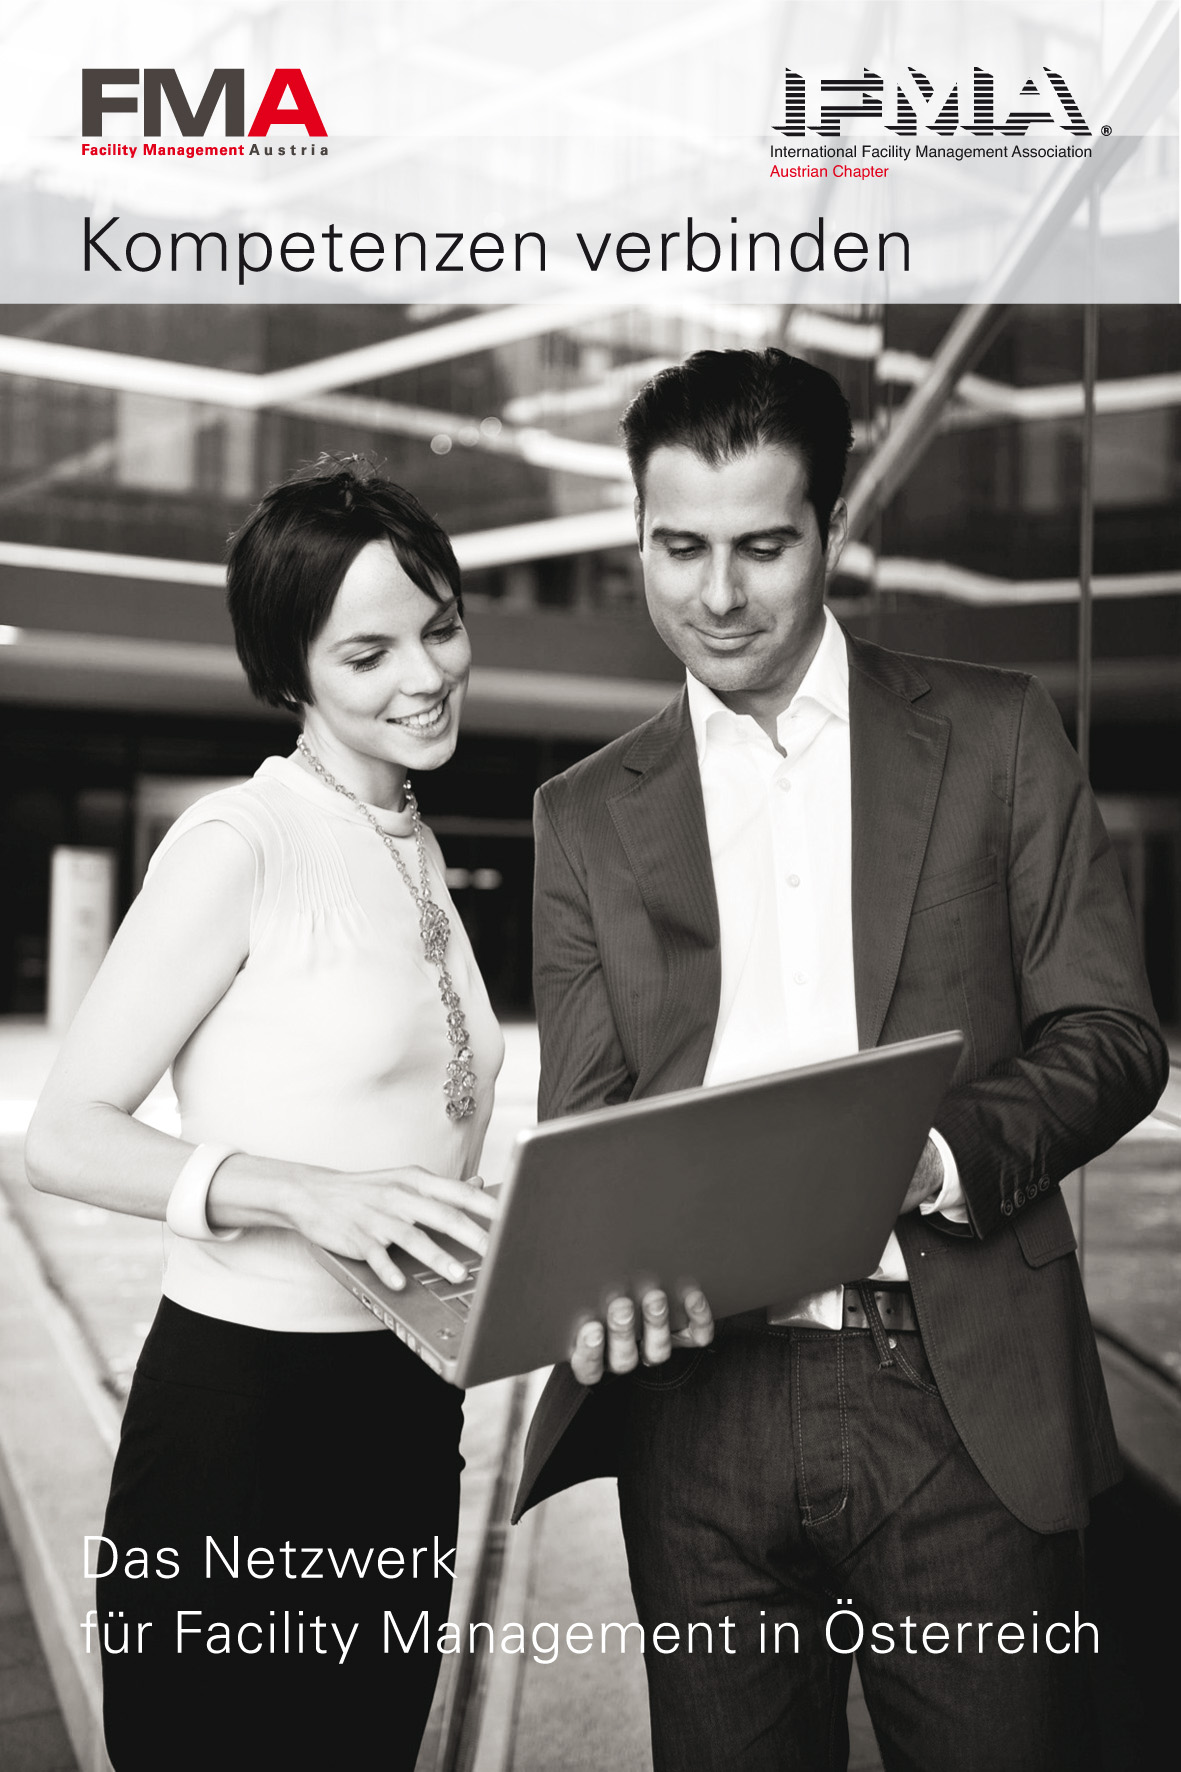 FMA
Facility Management Austria
IFMA®
International Facility Management Association
Austrian Chapter
Kompetenzen verbinden
Das Netzwerk
für Facility Management in Österreich